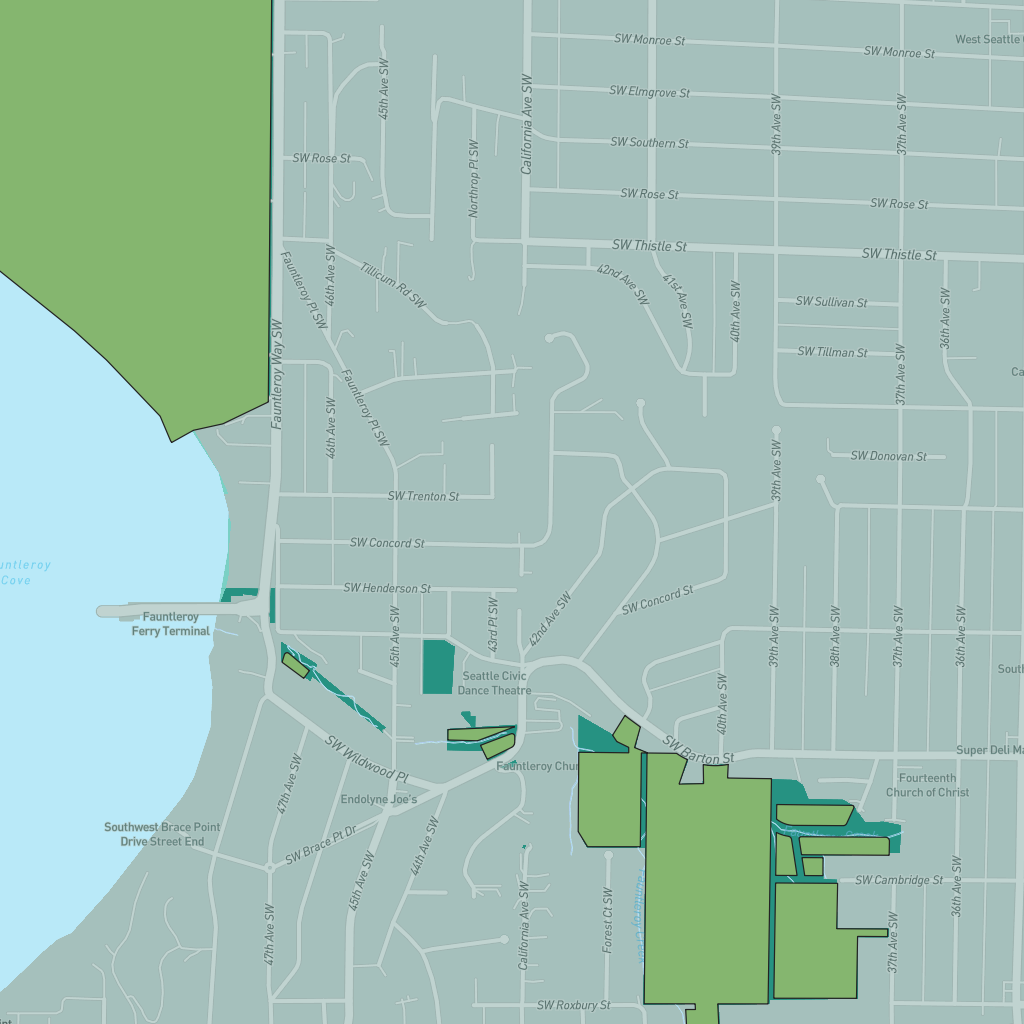 SW Monroe St
West Seattle
SW Monroe St
45th Ave SW
California Ave SW
SW Elmgrove St
39th Ave SW
37th Ave SW
SW Southern St
SW Rose St
Northrop Pl SW
SW Rose St
SW Rose St
SW Thistle St
SW Thistle St
Fauntleroy Pl SW
46th Ave SW
Tillicum Rd SW
42nd Ave SW
41st Ave SW
40th Ave SW
SW Sullivan St
36th Ave SW
Fauntleroy Way SW
SW Tillman St
37th Ave SW
Ca
Fauntleroy Pl SW
46th Ave SW
39th Ave SW
SW Donovan St
SW Trenton St
SW Concord St
untleroy
Cove
SW Henderson St
SW Concord St
43rd Pl SW
42nd Ave SW
Fauntleroy
Ferry Terminal
45th Ave SW
39th Ave SW
38th Ave SW
37th Ave SW
36th Ave SW
Seattle Civic
Dance Theatre
South
40th Ave SW
SW Wildwood Pl
SW Barton St
Super Deli Ma
Fauntleroy Chu
47th Ave SW
Fourteenth
Church of Christ
Endolyne Joe's
Southwest Brace Point
Drive Street End
SW Brace Pt Dr
44th Ave SW
45th Ave SW
SW Cambridge St
36th Ave SW
47th Ave SW
California Ave SW
Forest Ct SW
Fauntleroy Creek
37th Ave SW
SW Roxbury St